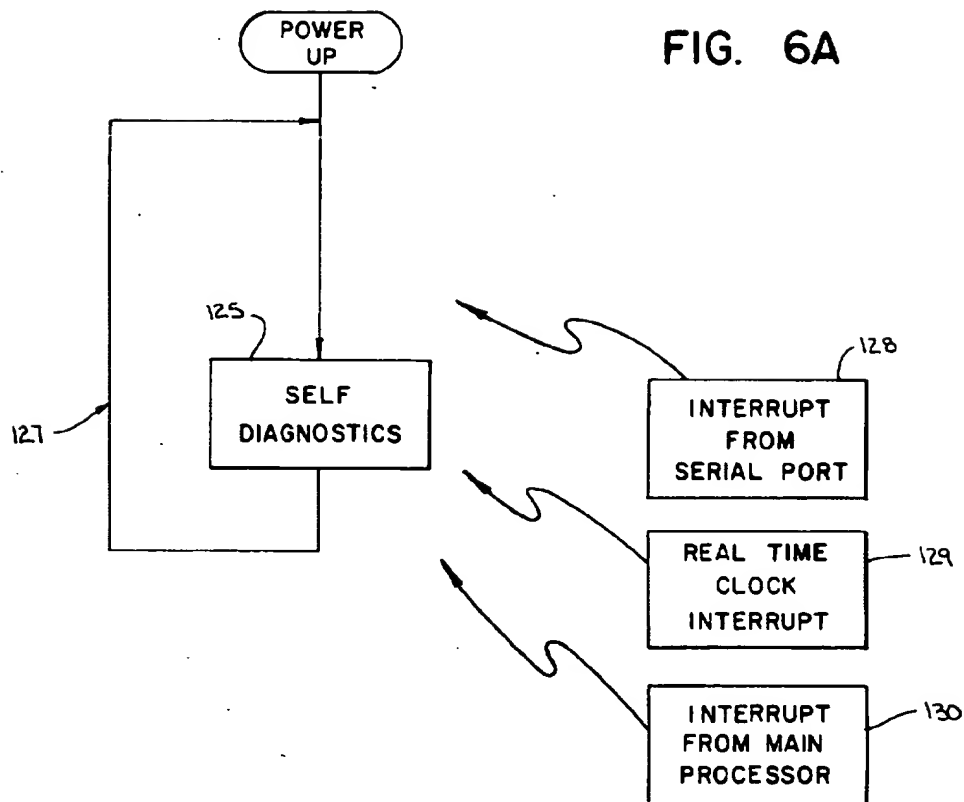 POWER
UP
FIG. 6A
125
SELF
DIAGNOSTICS
127
128
INTERRUPT
FROM
SERIAL PORT
REAL TIME
CLOCK
INTERRUPT
129
INTERRUPT
FROM MAIN
PROCESSOR
130